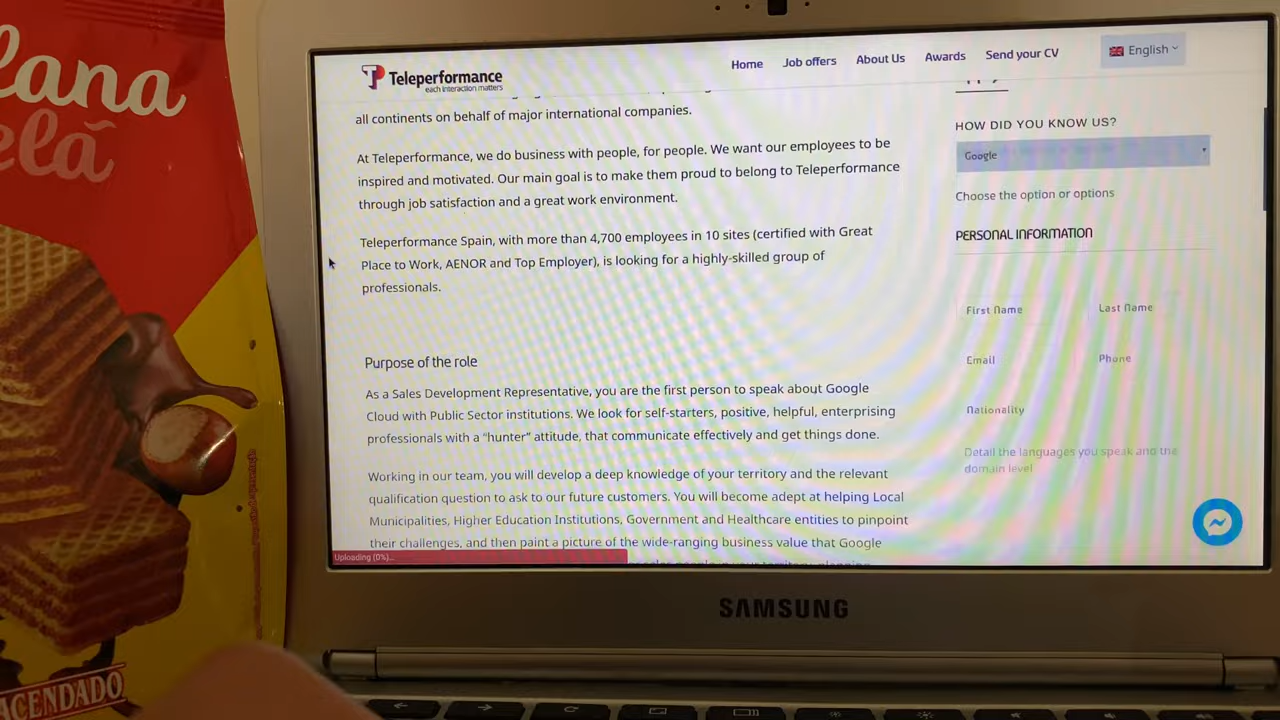 lana
elã
ACENDADO
Teleperformance
each interaction matters
Home Job offers About Us Awards Send your CV English
all continents on behalf of major international companies.
At Teleperformance, we do business with people, for people. We want our employees to be
inspired and motivated. Our main goal is to make them proud to belong to Teleperformance
through job satisfaction and a great work environment.
Teleperformance Spain, with more than 4,700 employees in 10 sites (certified with Great
Place to Work, AENOR and Top Employer), is looking for a highly-skilled group of
professionals.
Purpose of the role
As a Sales Development Representative, you are the first person to speak about Google
Cloud with Public Sector institutions. We look for self-starters, positive, helpful, enterprising
professionals with a "hunter" attitude, that communicate effectively and get things done.
Working in our team, you will develop a deep knowledge of your territory and the relevant
qualification question to ask to our future customers. You will become adept at helping Local
Municipalities, Higher Education Institutions, Government and Healthcare entities to pinpoint
their challenges, and then paint a picture of the wide-ranging business value that Google
Uploading (0%)...
HOW DID YOU KNOW US?
Google
Choose the option or options
PERSONAL INFORMATION
First Name Last Name
Email Phone
Nationality
Detail the languages you speak and the
domain level
SAMSUNG